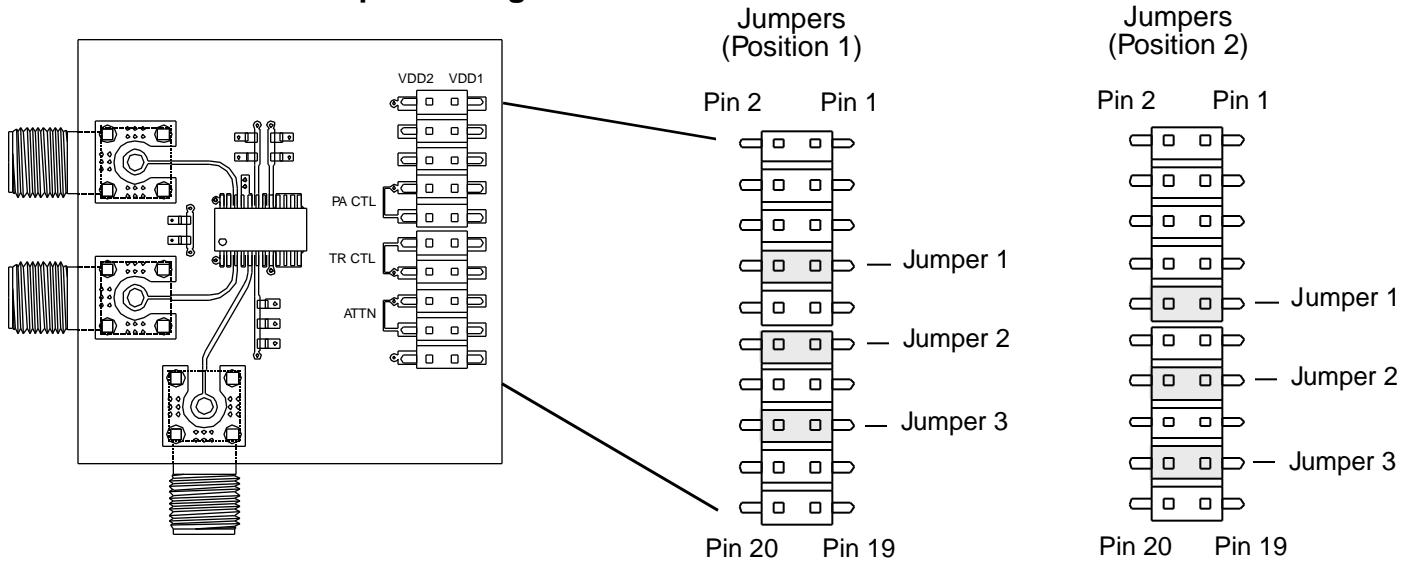 Jumpers
(Position 1)
Jumpers
(Position 2)
VDD2 VDD1
PA CTL
TR CTL
ATTN
Pin 2 Pin 1
Jumper 1
Jumper 2
Jumper 3
Pin 20 Pin 19
Pin 2 Pin 1
Jumper 1
Jumper 2
Jumper 3
Pin 20 Pin 19